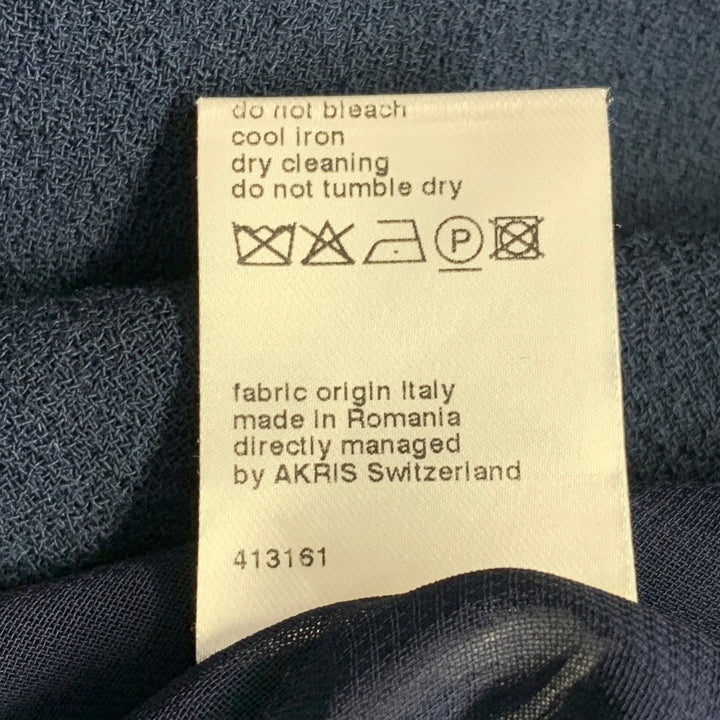 do not bleach
cool iron
dry cleaning
do not tumble dry
P
fabric origin Italy
made in Romania
directly managed
by AKRIS Switzerland
413161